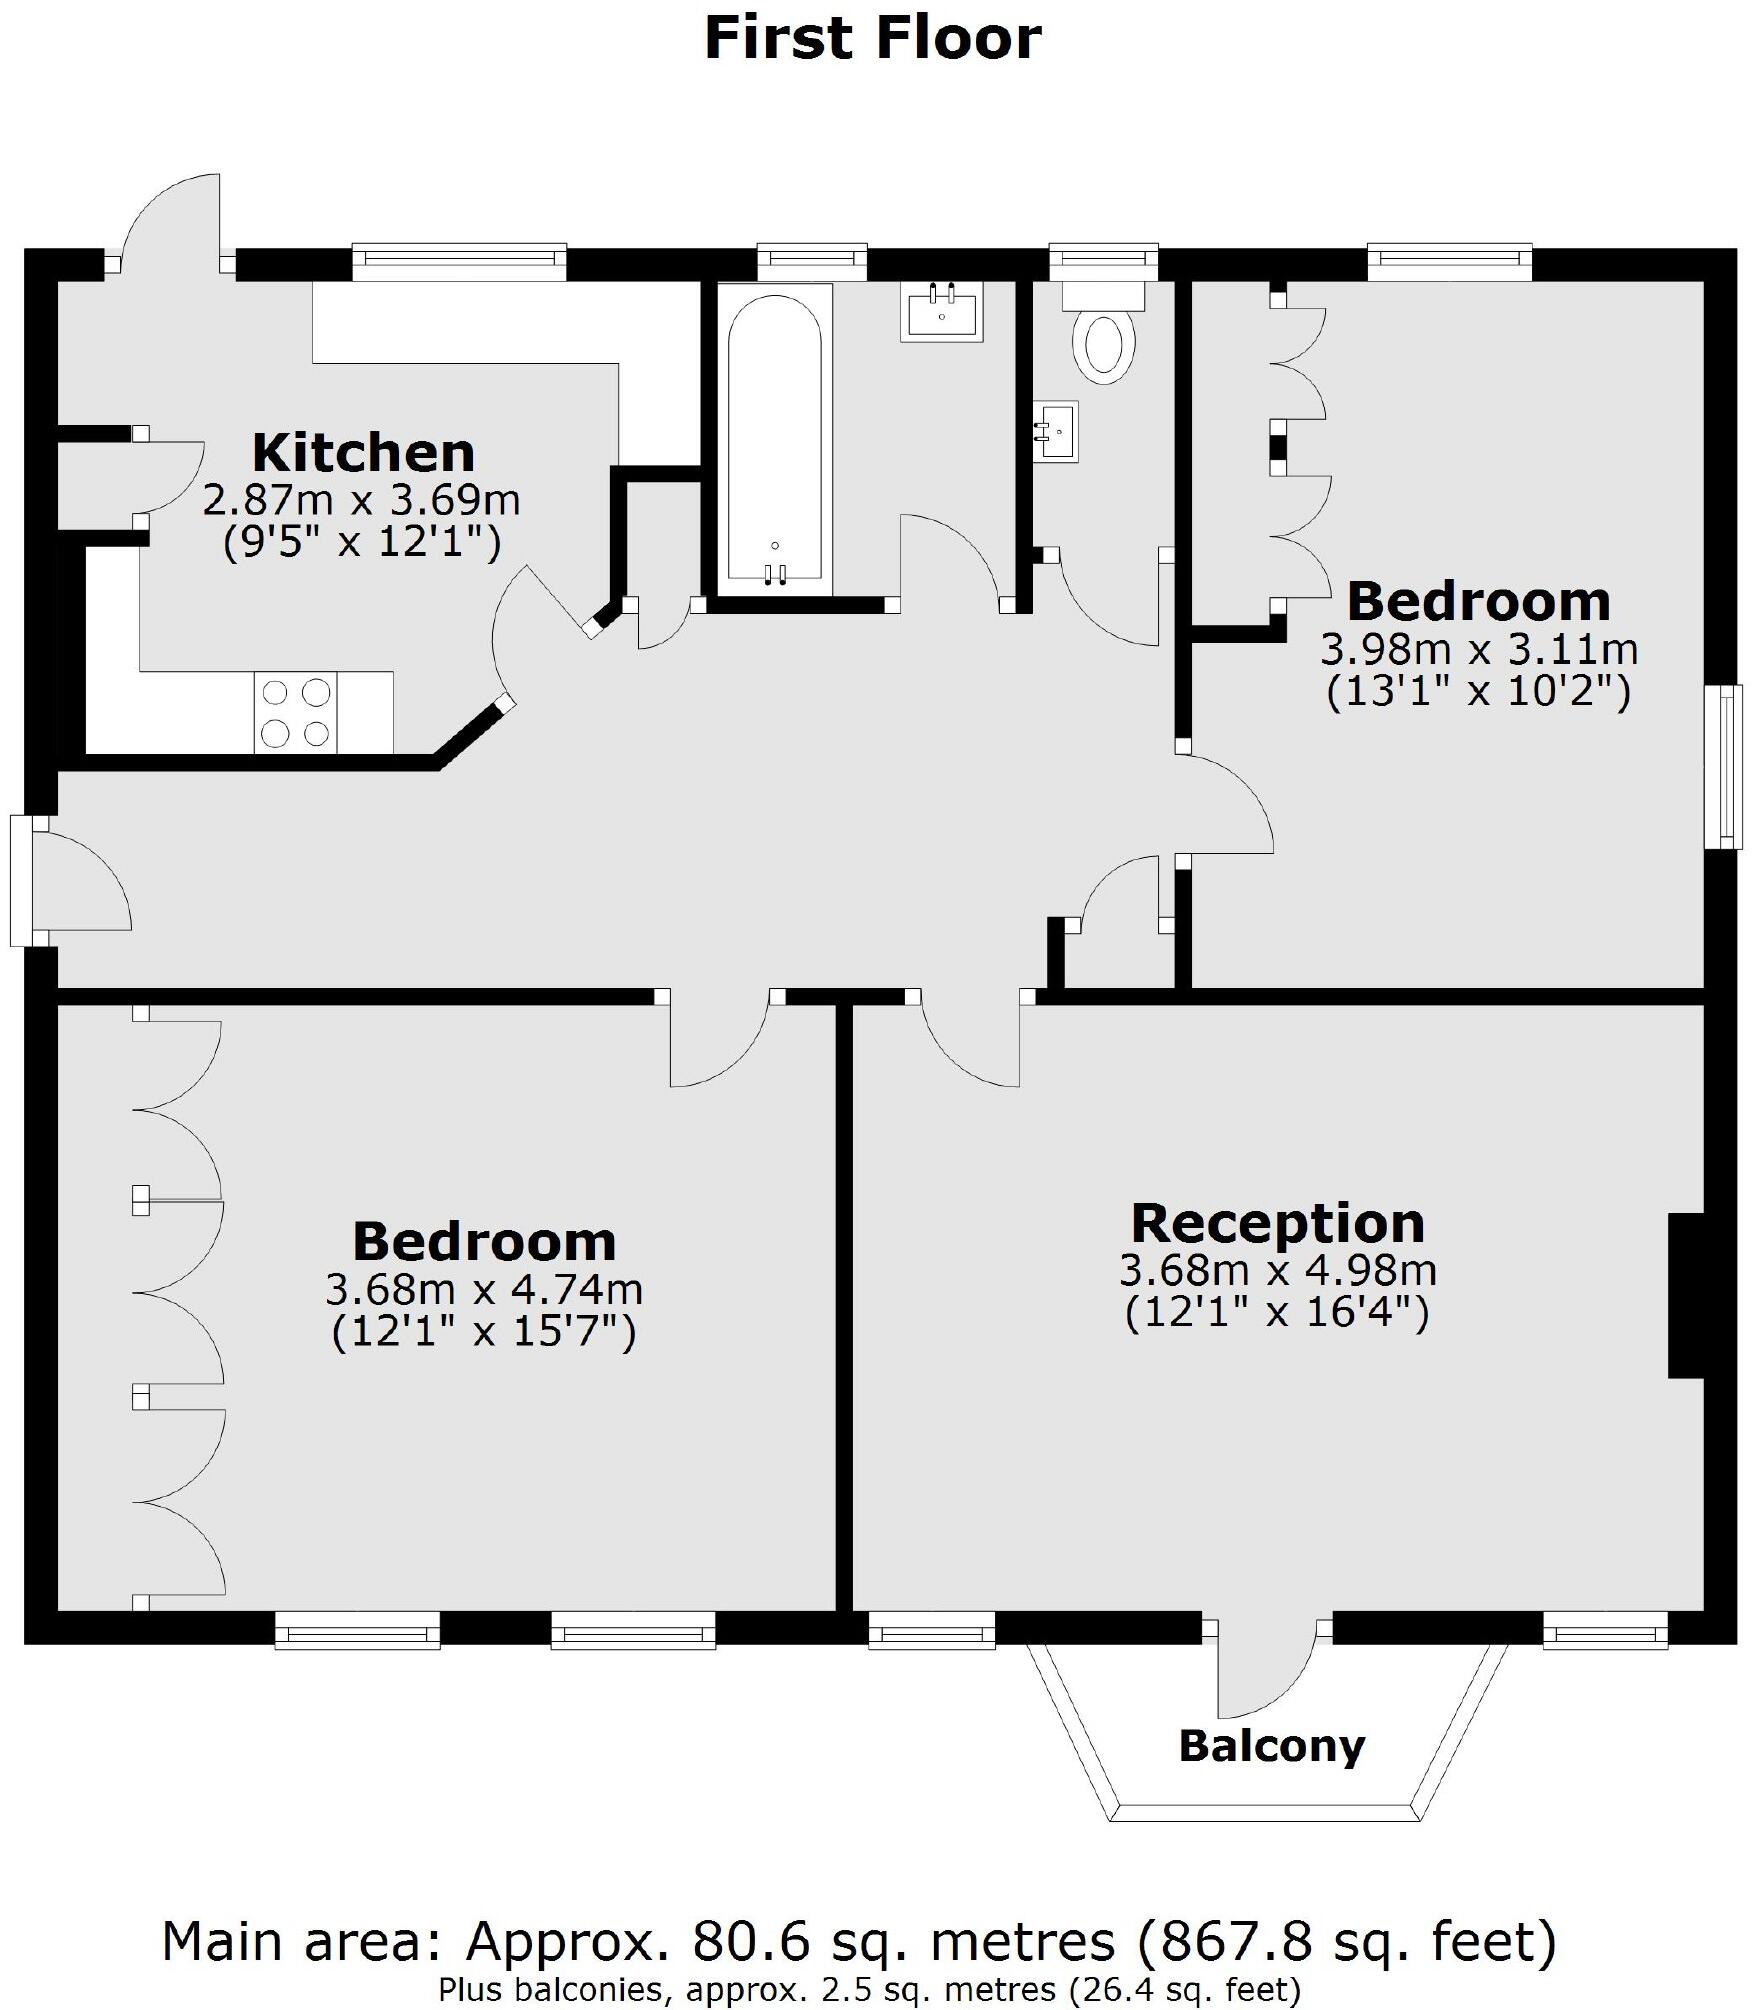 First Floor
Kitchen
2.87m x 3.69m
(9'5" x 12'1")
Bedroom
3.98m x 3.11m
(13'1" x 10'2")
Bedroom
3.68m x 4.74m
(12'1" x 15'7")
Reception
3.68m x 4.98m
(12'1" x 16'4")
Balcony
Main area: Approx. 80.6 sq. metres (867.8 sq. feet)
Plus balconies, approx. 2.5 sq. metres (26.4 sq. feet)